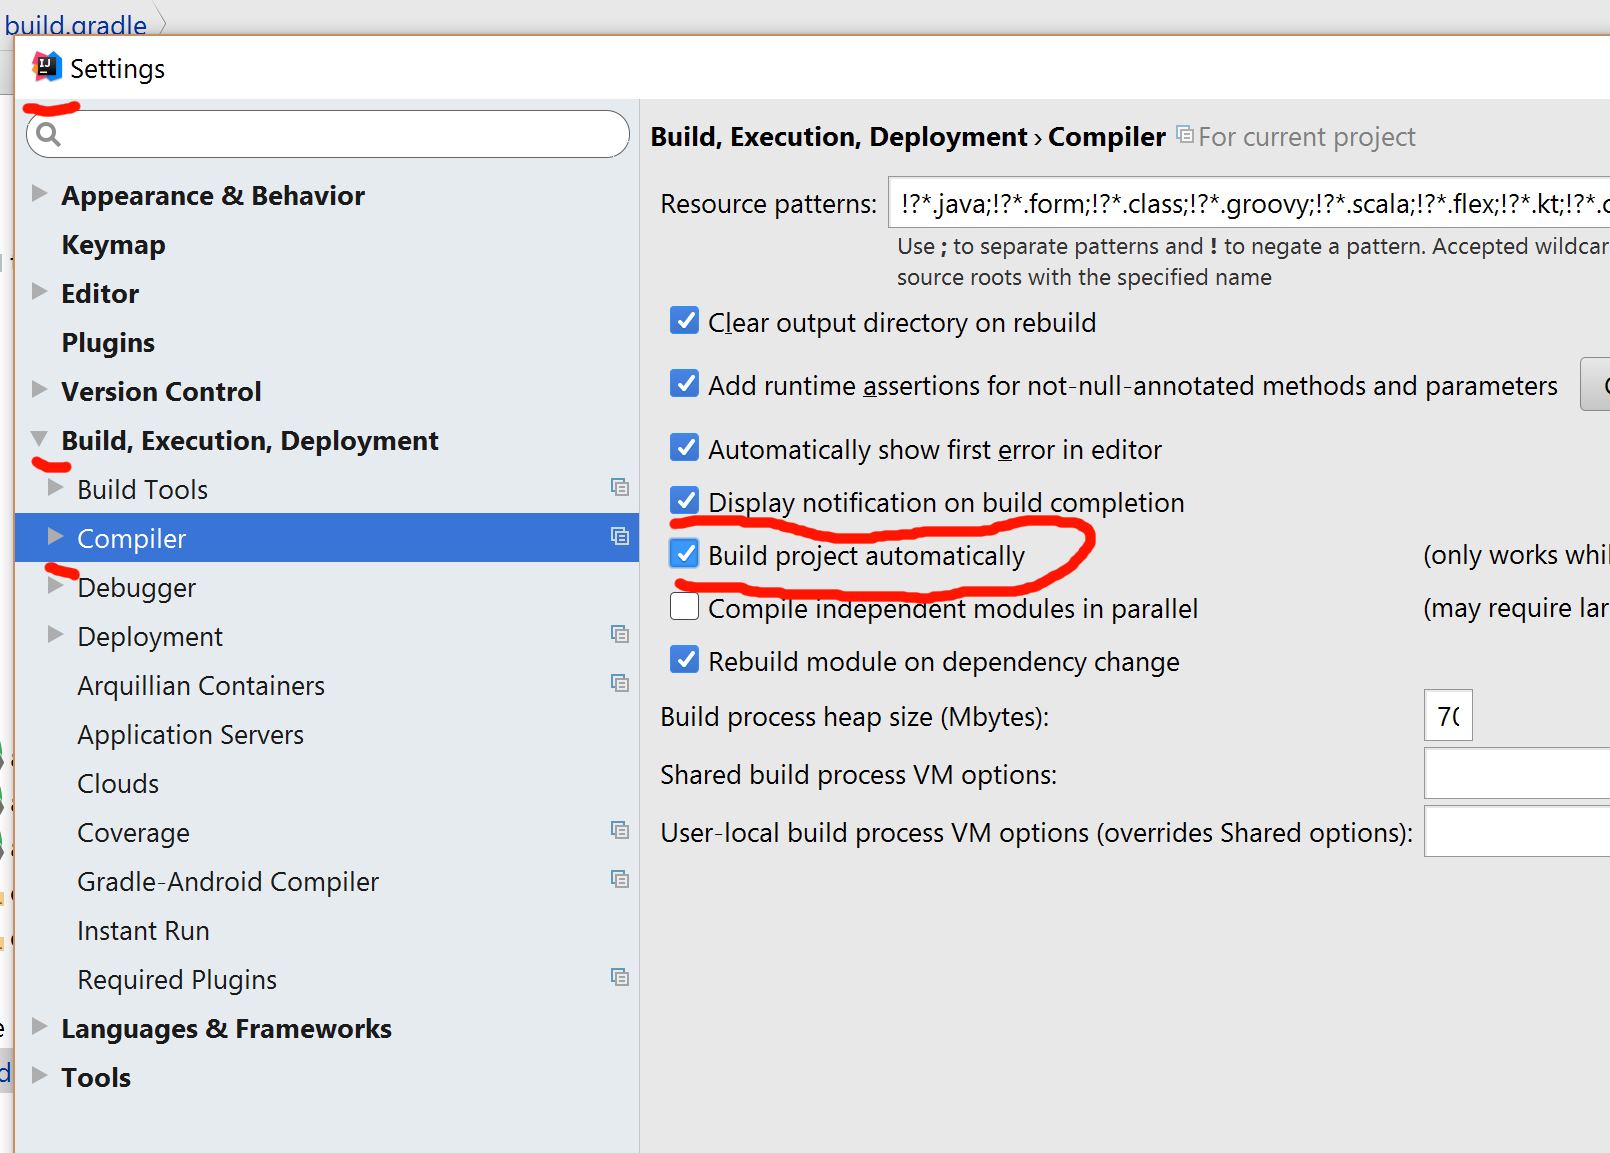 build.gradle
IJ
Settings
Build, Execution, Deployment › Compiler For current project
Appearance & Behavior
Keymap
Editor
Plugins
Version Control
Build, Execution, Deployment
Build Tools
Compiler
Debugger
Deployment
Arquillian Containers
Application Servers
Clouds
Coverage
Gradle-Android Compiler
Instant Run
Required Plugins
Languages & Frameworks
Tools
Resource patterns: !?*.java;!?*.form;!?*.class;!?*.groovy;!?*.scala;!?*.flex;!?*.kt;!?*.
Use ; to separate patterns and ! to negate a pattern. Accepted
source roots with the specified name
Clear output directory on rebuild
Add runtime assertions for not-null-annotated methods and parameters
Automatically show first error in editor
Display notification on build completion
Build project automatically (only works
Compile independent modules in parallel (may require
Rebuild module on dependency change
Build process heap size (Mbytes):
Shared build process VM options:
User-local build process VM options (overrides Shared options):